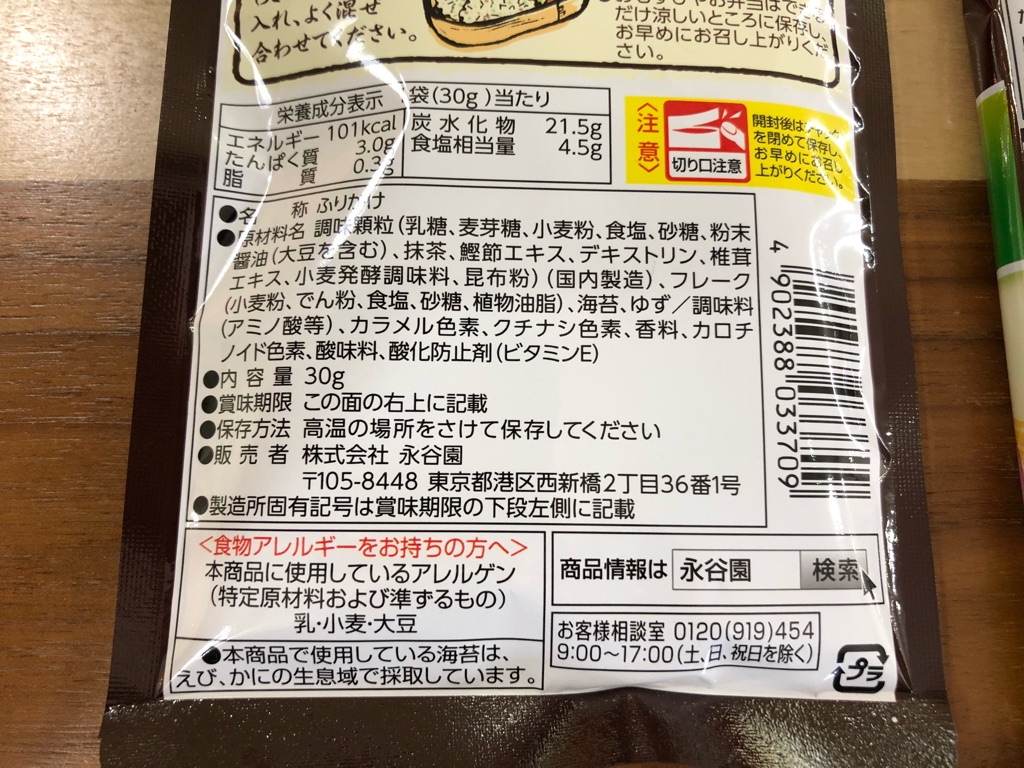 入れ、よく混ぜ
合わせてください。
だけ涼しいところに保存し、
お早めにお召し上がりくだ
さい。
栄養成分表示 袋(30g)当たり
エネルギー 101kcal
たんぱく質 3.0g
脂質 0.3g
炭水化物 21.5g
食塩相当量 4.5g
〈注意〉
切り口注意
開封後はチャック
を閉めて保存し、
お早めにお召し
上がりください。
●名称 ふりかけ
●原材料名 調味顆粒(乳糖、麦芽糖、小麦粉、食塩、砂糖、粉末
醤油(大豆を含む)、抹茶、鰹節エキス、デキストリン、椎茸
エキス、小麦発酵調味料、昆布粉)(国内製造)、フレーク
(小麦粉、でん粉、食塩、砂糖、植物油脂)、海苔、ゆず/調味料
(アミノ酸等)、カラメル色素、クチナシ色素、香料、カロチ
ノイド色素、酸味料、酸化防止剤(ビタミンE)
●内容量 30g
●賞味期限 この面の右上に記載
●保存方法 高温の場所をさけて保存してください
●販売者 株式会社 永谷園
〒105-8448 東京都港区西新橋2丁目36番1号
●製造所固有記号は賞味期限の下段左側に記載
4 902388 033709
〈食物アレルギーをお持ちの方へ〉
本商品に使用しているアレルゲン
(特定原材料および準ずるもの)
乳・小麦・大豆
●本商品で使用している海苔は、
えび、かにの生息域で採取しています。
商品情報は 永谷園 検索
お客様相談室 0120(919)454
9:00～17:00(土、日、祝日を除く)
プラ